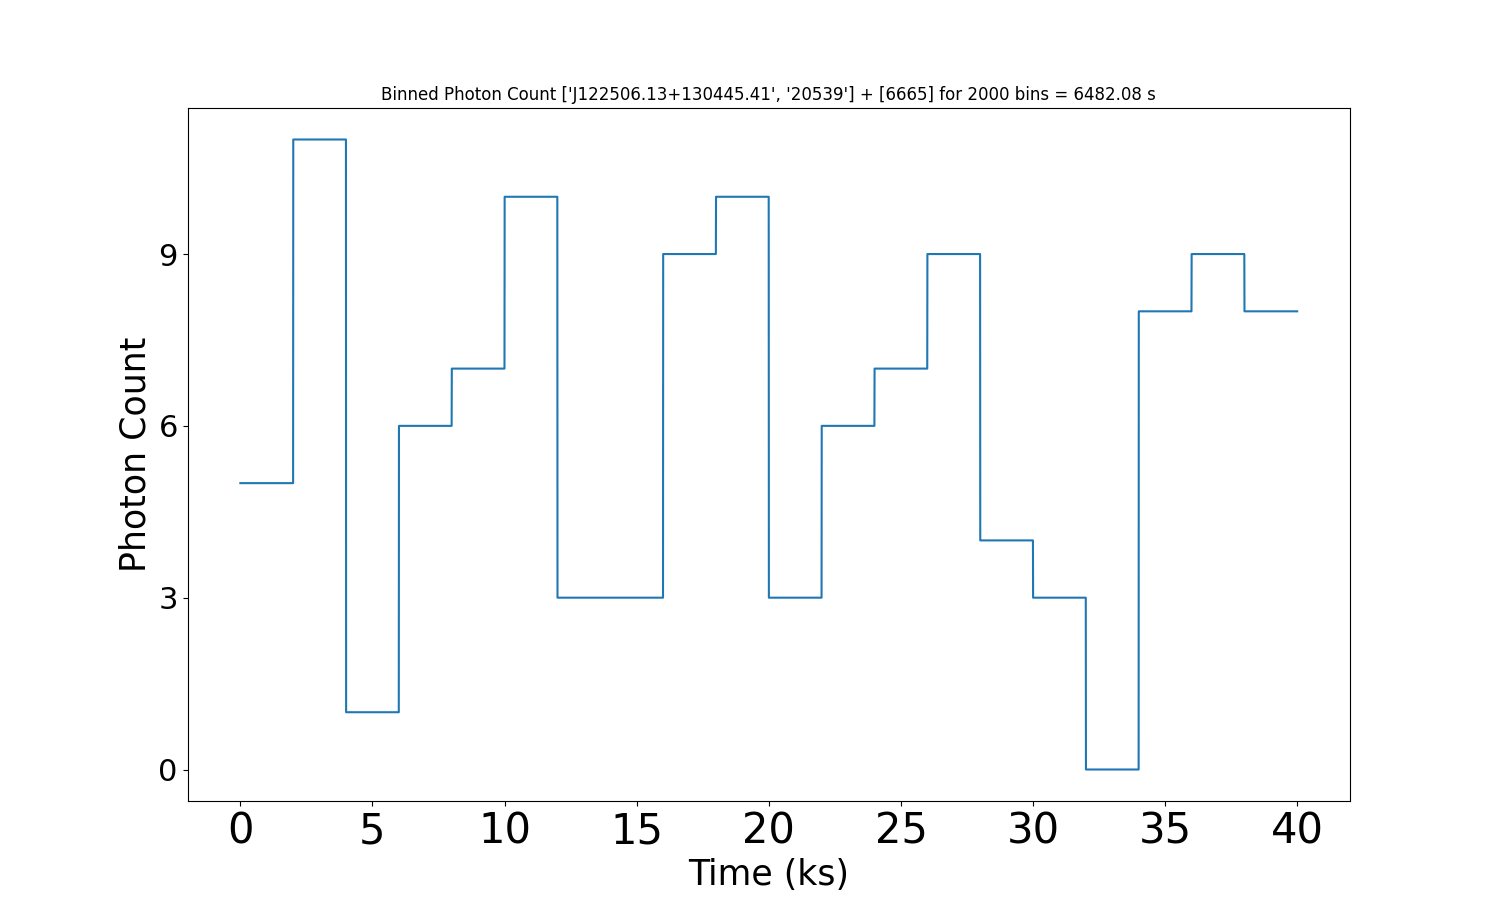 Binned Photon Count ['J122506.13+130445.41', '20539'] + [6665] for 2000 bins = 6482.08 s
9
6
3
0
Photon Count
0 5 10 15 20 25 30 35 40
Time (ks)